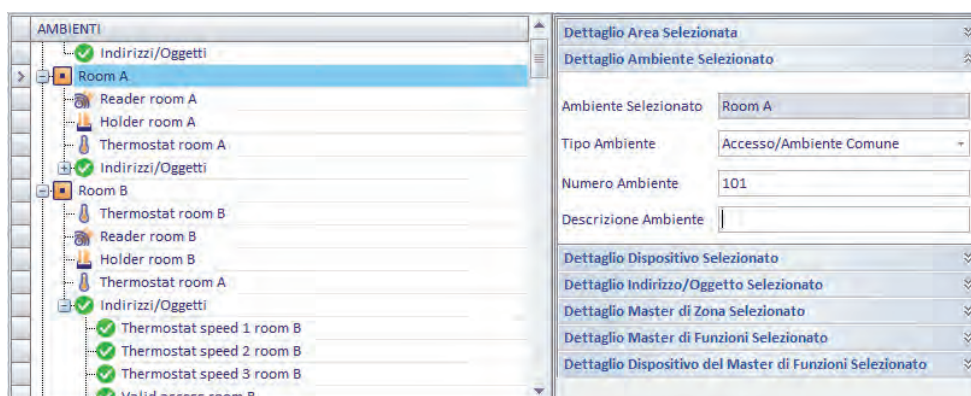 AMBIENTI
Indirizzi/Oggetti
Room A
Reader room A
Holder room A
Thermostat room A
Indirizzi/Oggetti
Room B
Thermostat room B
Reader room B
Holder room B
Thermostat room A
Indirizzi/Oggetti
Thermostat speed 1 room B
Thermostat speed 2 room B
Thermostat speed 3 room B
Valid access room B
Dettaglio Area Selezionata
Dettaglio Ambiente Selezionato
Ambiente Selezionato Room A
Tipo Ambiente Accesso/Ambiente Comune
Numero Ambiente 101
Descrizione Ambiente
Dettaglio Dispositivo Selezionato
Dettaglio Indirizzo/Oggetto Selezionato
Dettaglio Master di Zona Selezionato
Dettaglio Master di Funzioni Selezionato
Dettaglio Dispositivo del Master di Funzioni Selezionato